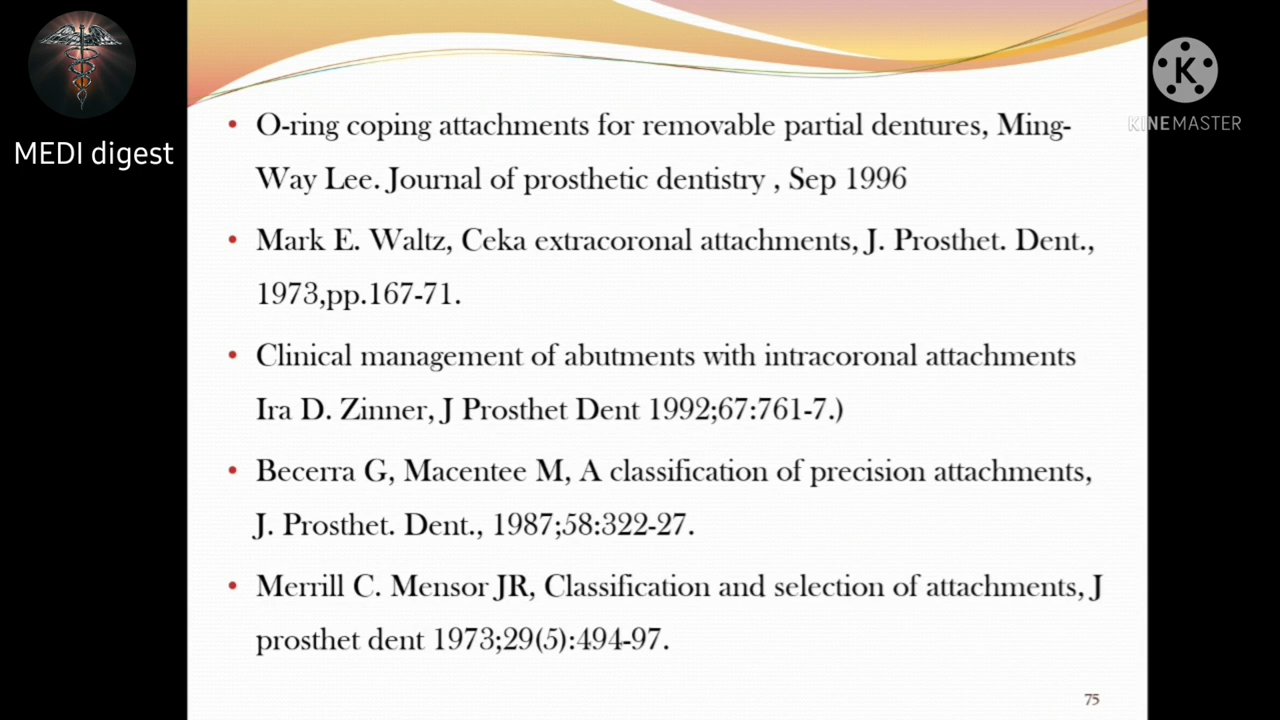 MEDI digest
K
KINEMASTER
• O-ring coping attachments for removable partial dentures, Ming-
Way Lee. Journal of prosthetic dentistry , Sep 1996
• Mark E. Waltz, Ceka extracoronal attachments, J. Prosthet. Dent.,
1973,pp.167-71.
• Clinical management of abutments with intracoronal attachments
Ira D. Zinner, J Prosthet Dent 1992;67:761-7.)
• Becerra G, Macentee M, A classification of precision attachments,
J. Prosthet. Dent., 1987;58:322-27.
• Merrill C. Mensor JR, Classification and selection of attachments, J
prosthet dent 1973;29(5):494-97.
75